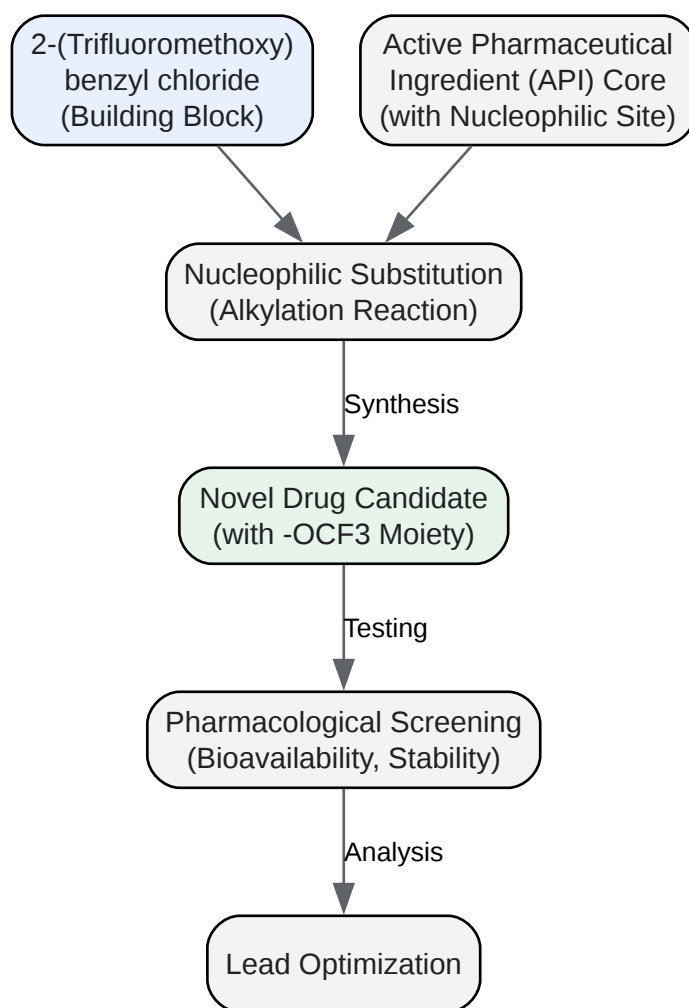 2-(Trifluoromethoxy)
benzyl chloride
(Building Block)
Active Pharmaceutical
Ingredient (API) Core
(with Nucleophilic Site)
Nucleophilic Substitution
(Alkylation Reaction)
Synthesis
Novel Drug Candidate
(with -OCF3 Moiety)
Testing
Pharmacological Screening
(Bioavailability, Stability)
Analysis
Lead Optimization